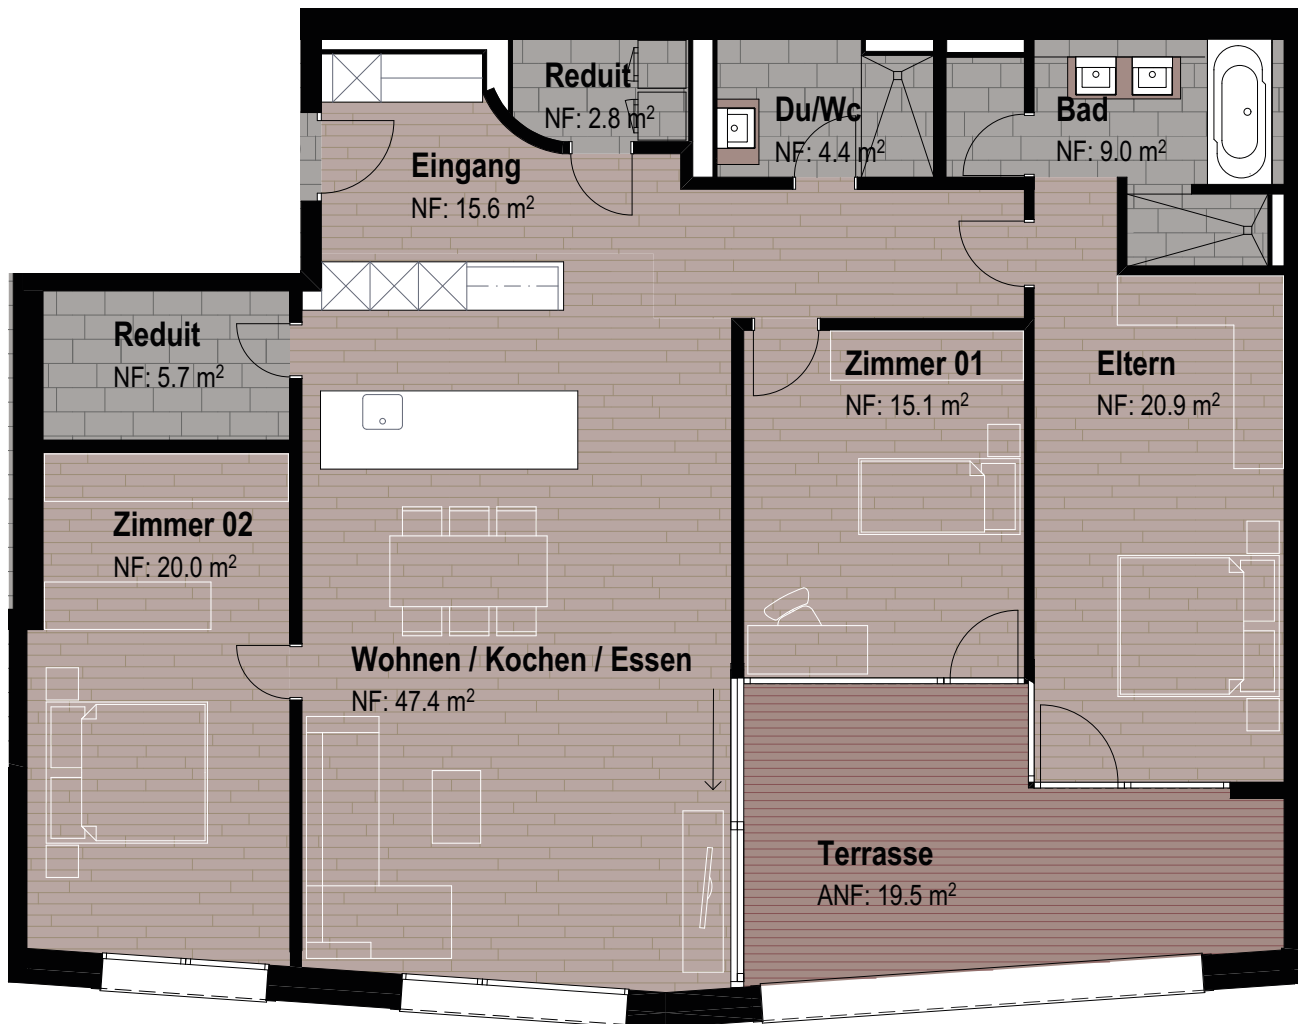 Reduit
NF: 2.8 m²
Du/Wc
NF: 4.4 m²
Bad
NF: 9.0 m²
Eingang
NF: 15.6 m²
Reduit
NF: 5.7 m²
Zimmer 01
NF: 15.1 m²
Eltern
NF: 20.9 m²
Zimmer 02
NF: 20.0 m²
Wohnen / Kochen / Essen
NF: 47.4 m²
Terrasse
ANF: 19.5 m²